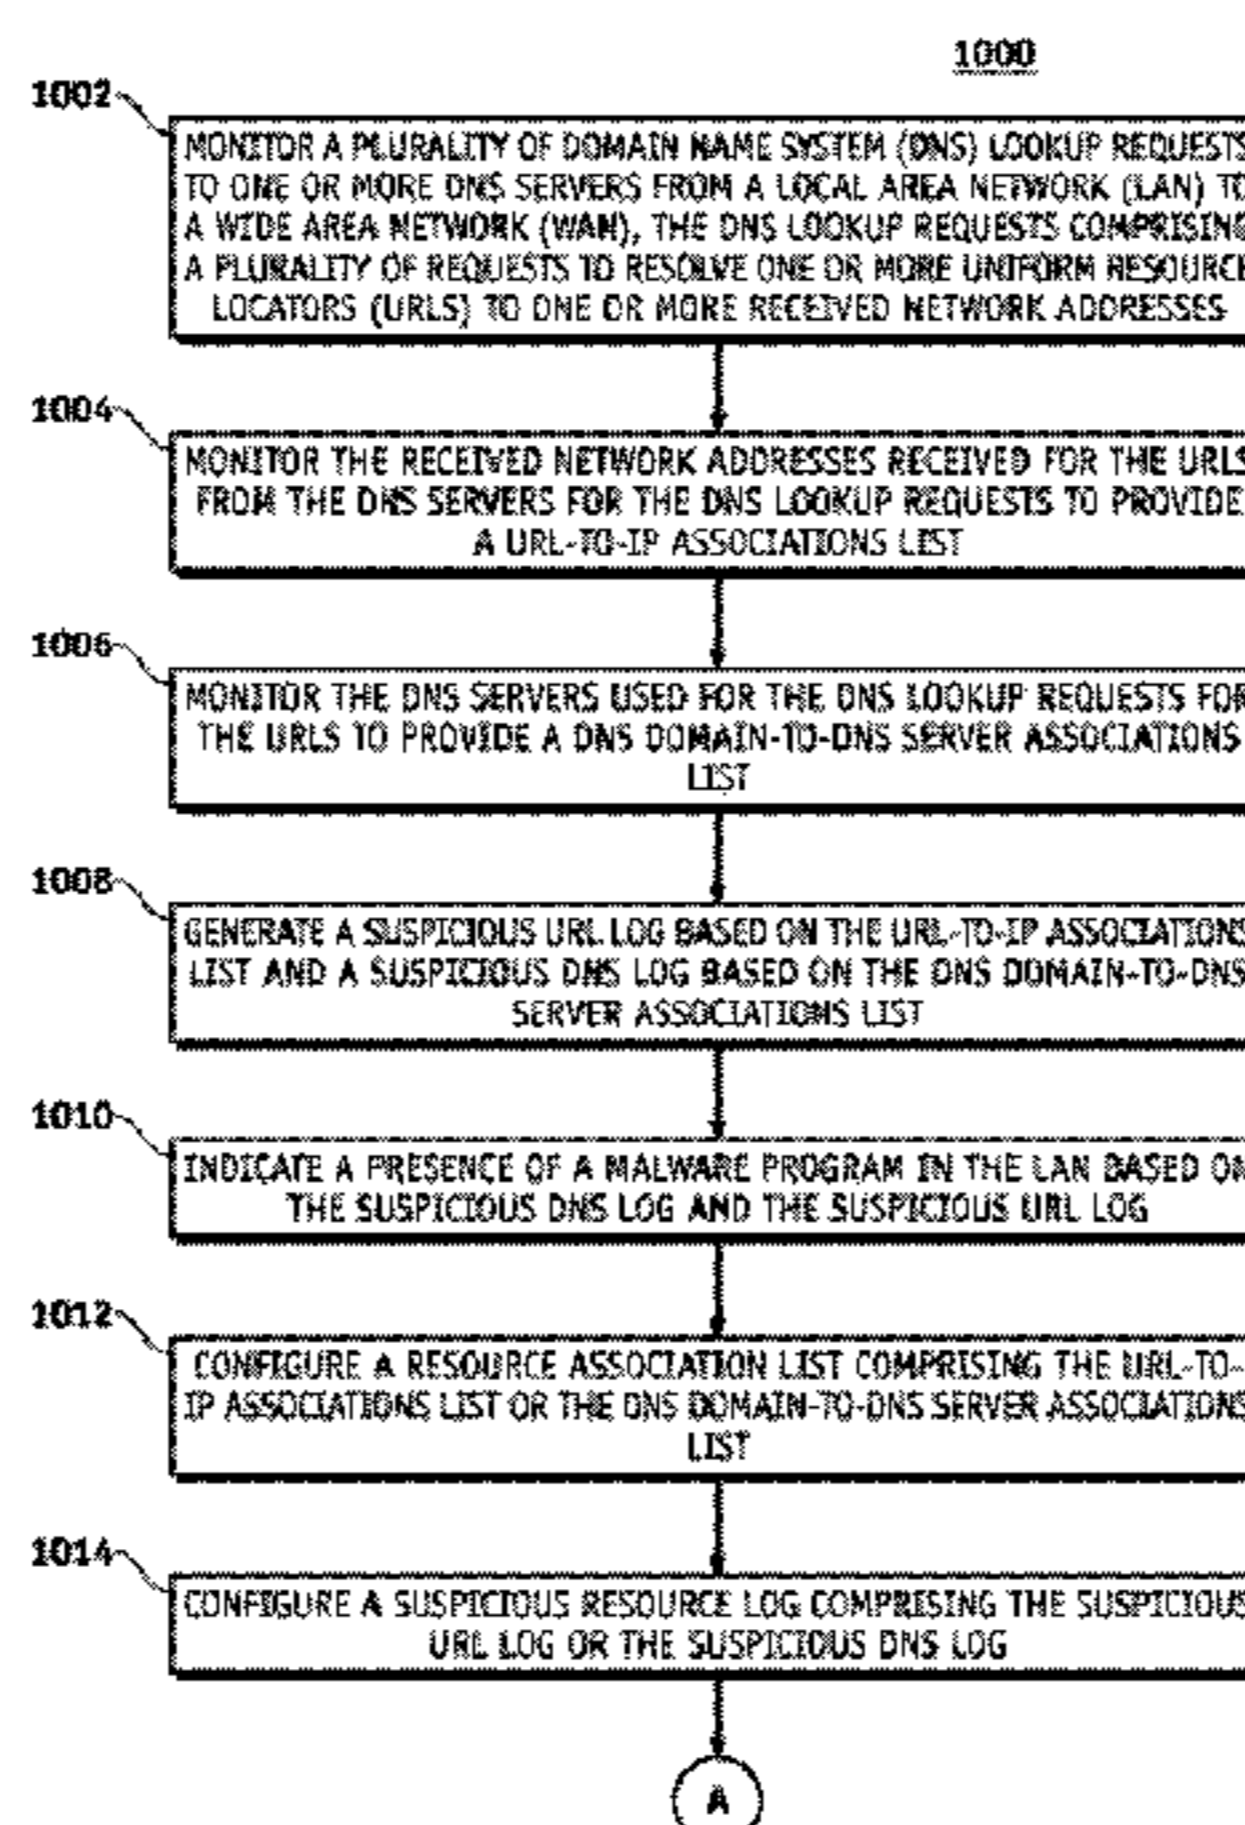 1000
1002
MONITOR A PLURALITY OF DOMAIN NAME SYSTEM (DNS) LOOKUP REQUESTS
TO ONE OR MORE DNS SERVERS FROM A LOCAL AREA NETWORK (LAN) TO
A WIDE AREA NETWORK (WAN), THE DNS LOOKUP REQUESTS COMPRISING
A PLURALITY OF REQUESTS TO RESOLVE ONE OR MORE UNIFORM RESOURCE
LOCATORS (URLS) TO ONE OR MORE RECEIVED NETWORK ADDRESSES
1004
MONITOR THE RECEIVED NETWORK ADDRESSES RECEIVED FOR THE URLS
FROM THE DNS SERVERS FOR THE DNS LOOKUP REQUESTS TO PROVIDE
A URL-TO-IP ASSOCIATIONS LIST
1006
MONITOR THE DNS SERVERS USED FOR THE DNS LOOKUP REQUESTS FOR
THE URLS TO PROVIDE A DNS DOMAIN-TO-DNS SERVER ASSOCIATIONS
LIST
1008
GENERATE A SUSPICIOUS URL LOG BASED ON THE URL-TO-IP ASSOCIATIONS
LIST AND A SUSPICIOUS DNS LOG BASED ON THE DNS DOMAIN-TO-DNS
SERVER ASSOCIATIONS LIST
1010
INDICATE A PRESENCE OF A MALWARE PROGRAM IN THE LAN BASED ON
THE SUSPICIOUS DNS LOG AND THE SUSPICIOUS URL LOG
1012
CONFIGURE A RESOURCE ASSOCIATION LIST COMPRISING THE URL-TO-
IP ASSOCIATIONS LIST OR THE DNS DOMAIN-TO-DNS SERVER ASSOCIATIONS
LIST
1014
CONFIGURE A SUSPICIOUS RESOURCE LOG COMPRISING THE SUSPICIOUS
URL LOG OR THE SUSPICIOUS DNS LOG
A